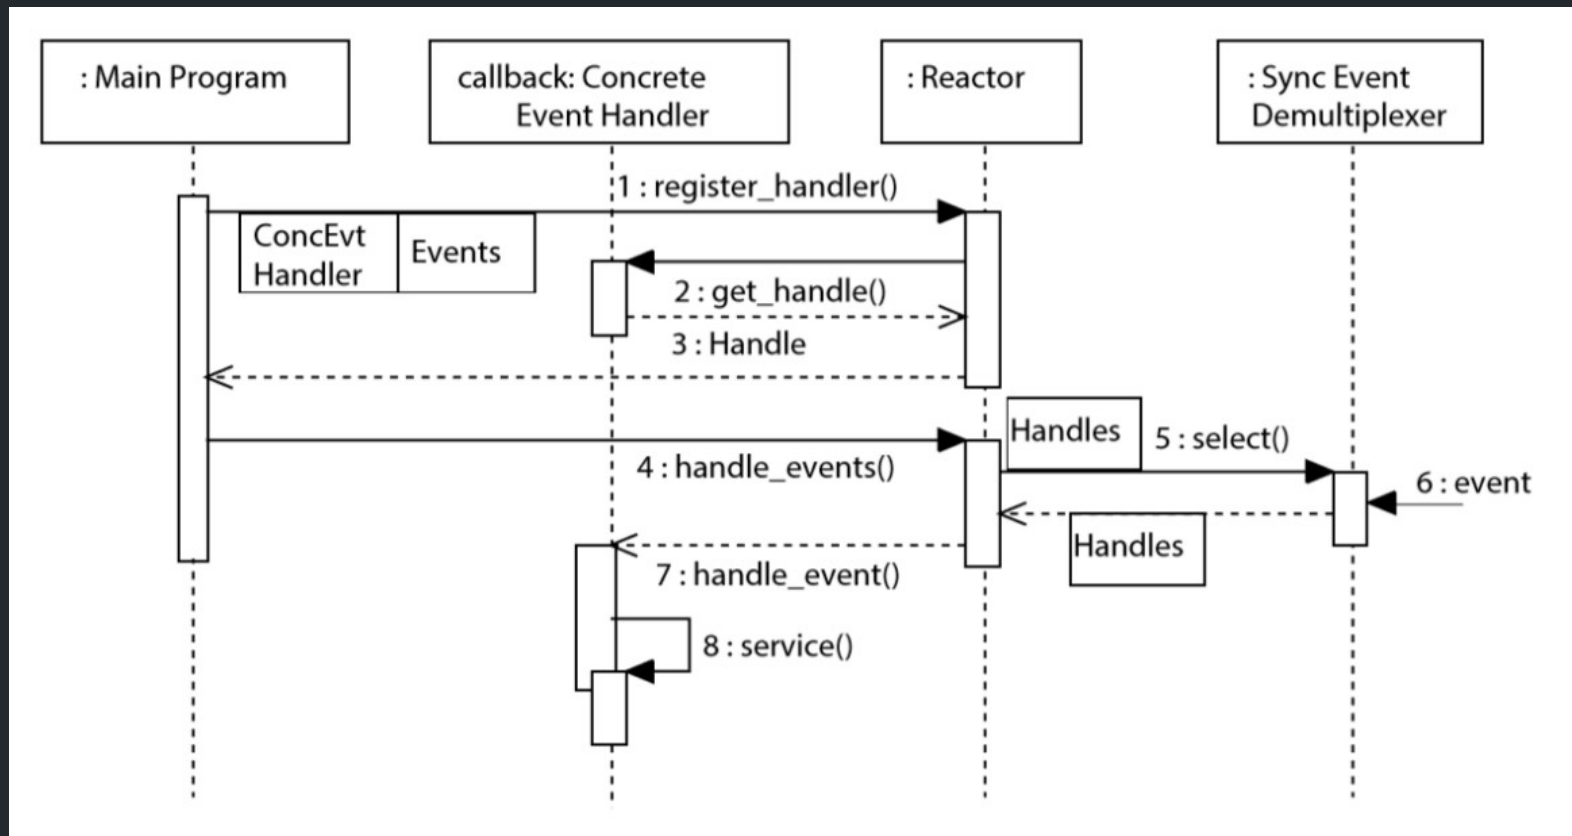 : Main Program
callback: Concrete
Event Handler
: Reactor
: Sync Event
Demultiplexer
1 : register_handler()
ConcEvt
Handler
Events
2 : get_handle()
3 : Handle
Handles
5 : select()
4 : handle_events()
6 : event
Handles
7 : handle_event()
8 : service()